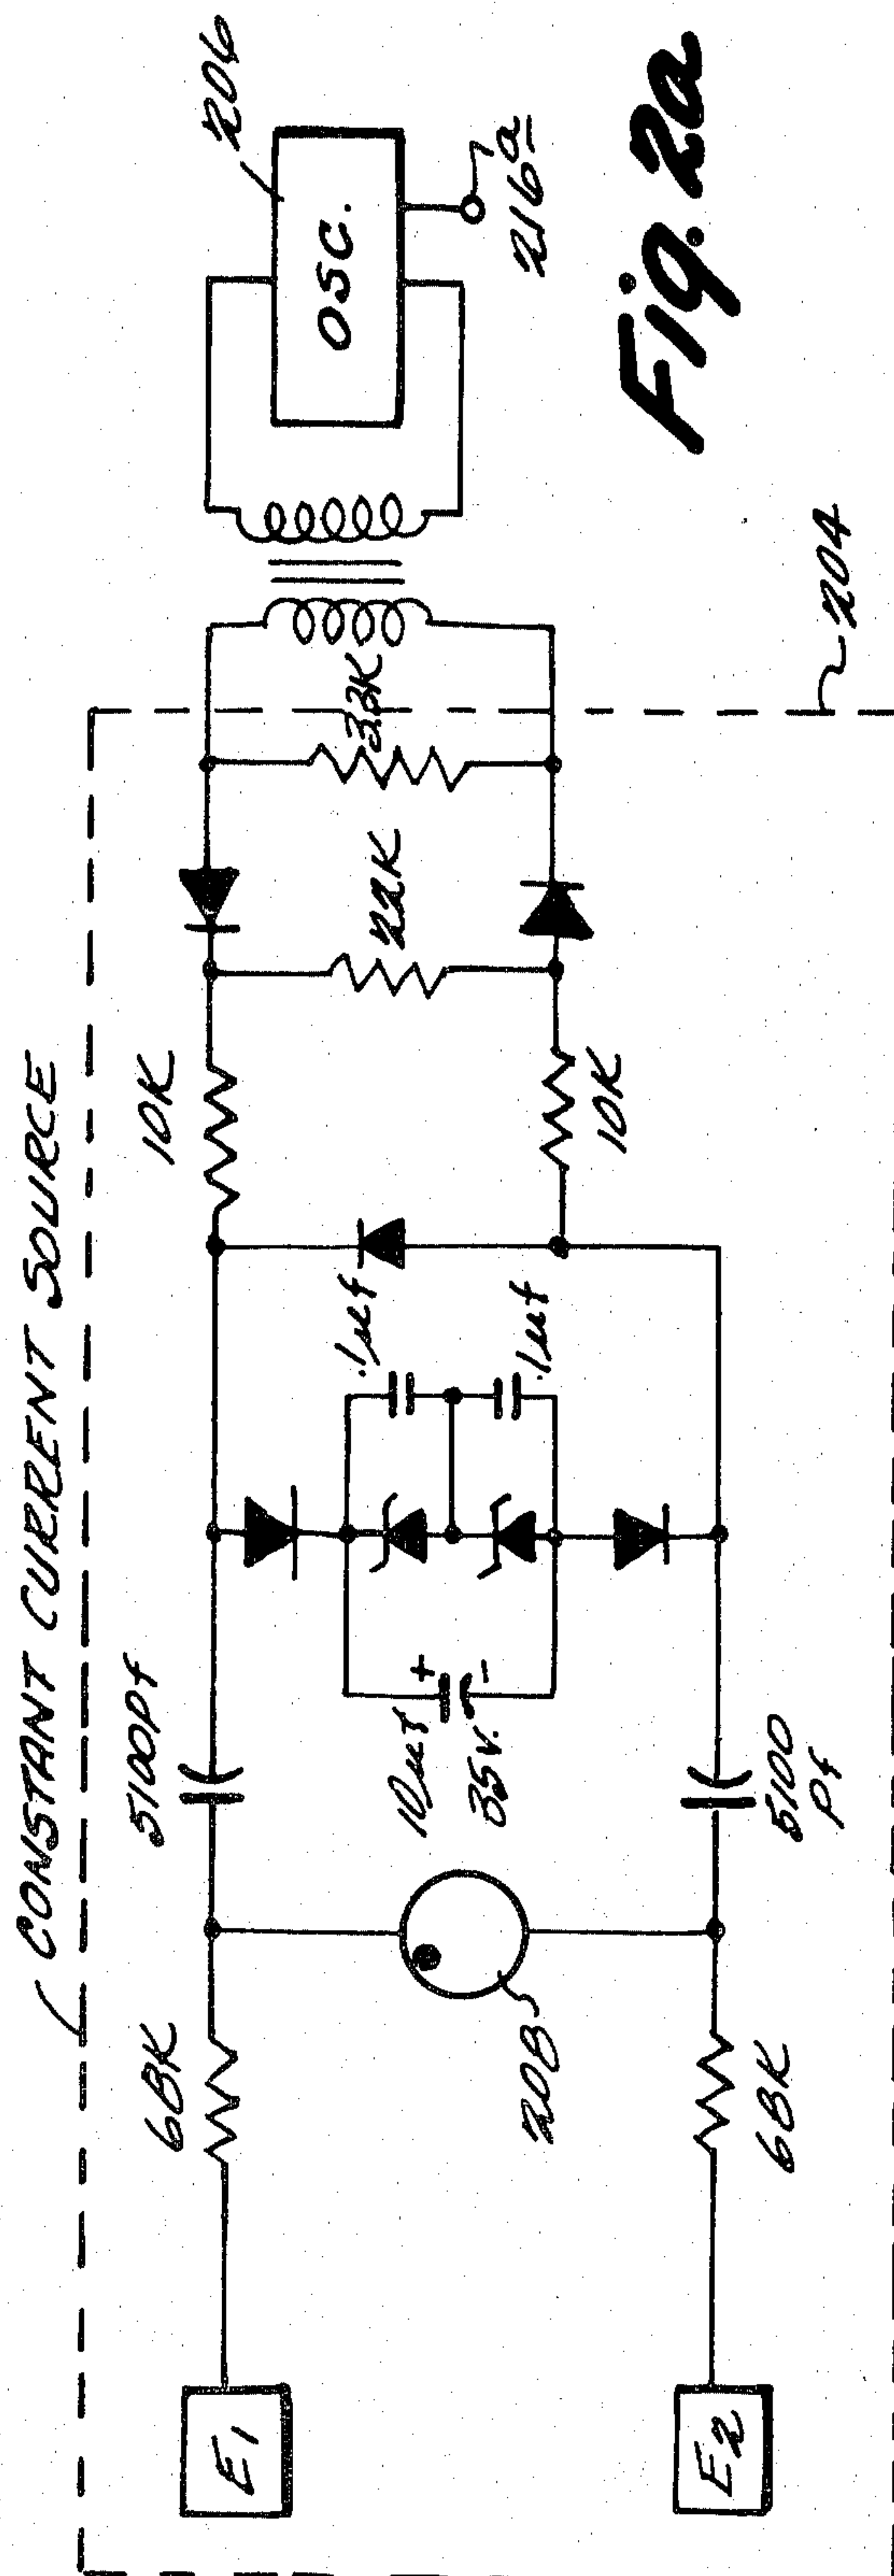 CONSTANT CURRENT SOURCE
E1
E2
68K
68K
208
5100Pf
5100
Pf
10µf
35V.
+
-
.1µf
.1µf
10K
10K
22K
3.3K
OSC.
206
216a
204
Fig. 2a